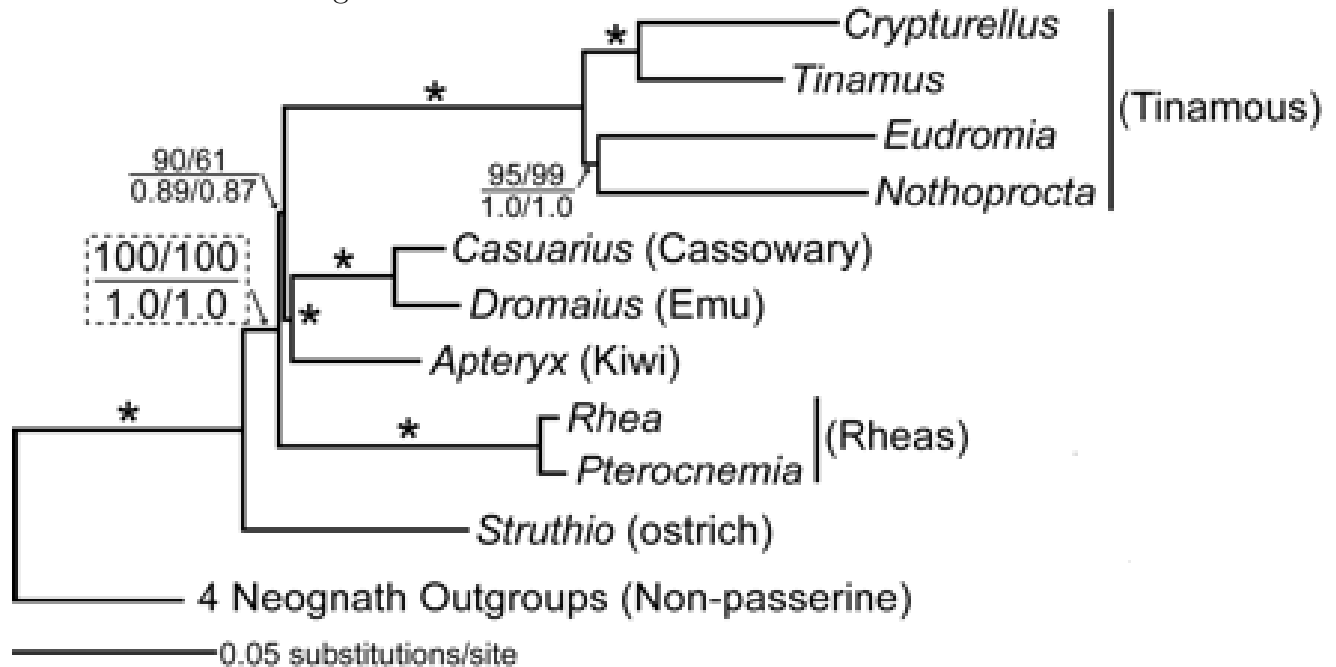 *
Crypturellus
Tinamus
*
(Tinamous)
Eudromia
90/61
0.89/0.87
95/99
1.0/1.0
Nothoprocta
100/100
1.0/1.0
*
Casuarius (Cassowary)
Dromaius (Emu)
*
Apteryx (Kiwi)
*
*
Rhea
(Rheas)
Pterocnemia
Struthio (ostrich)
4 Neognath Outgroups (Non-passerine)
0.05 substitutions/site